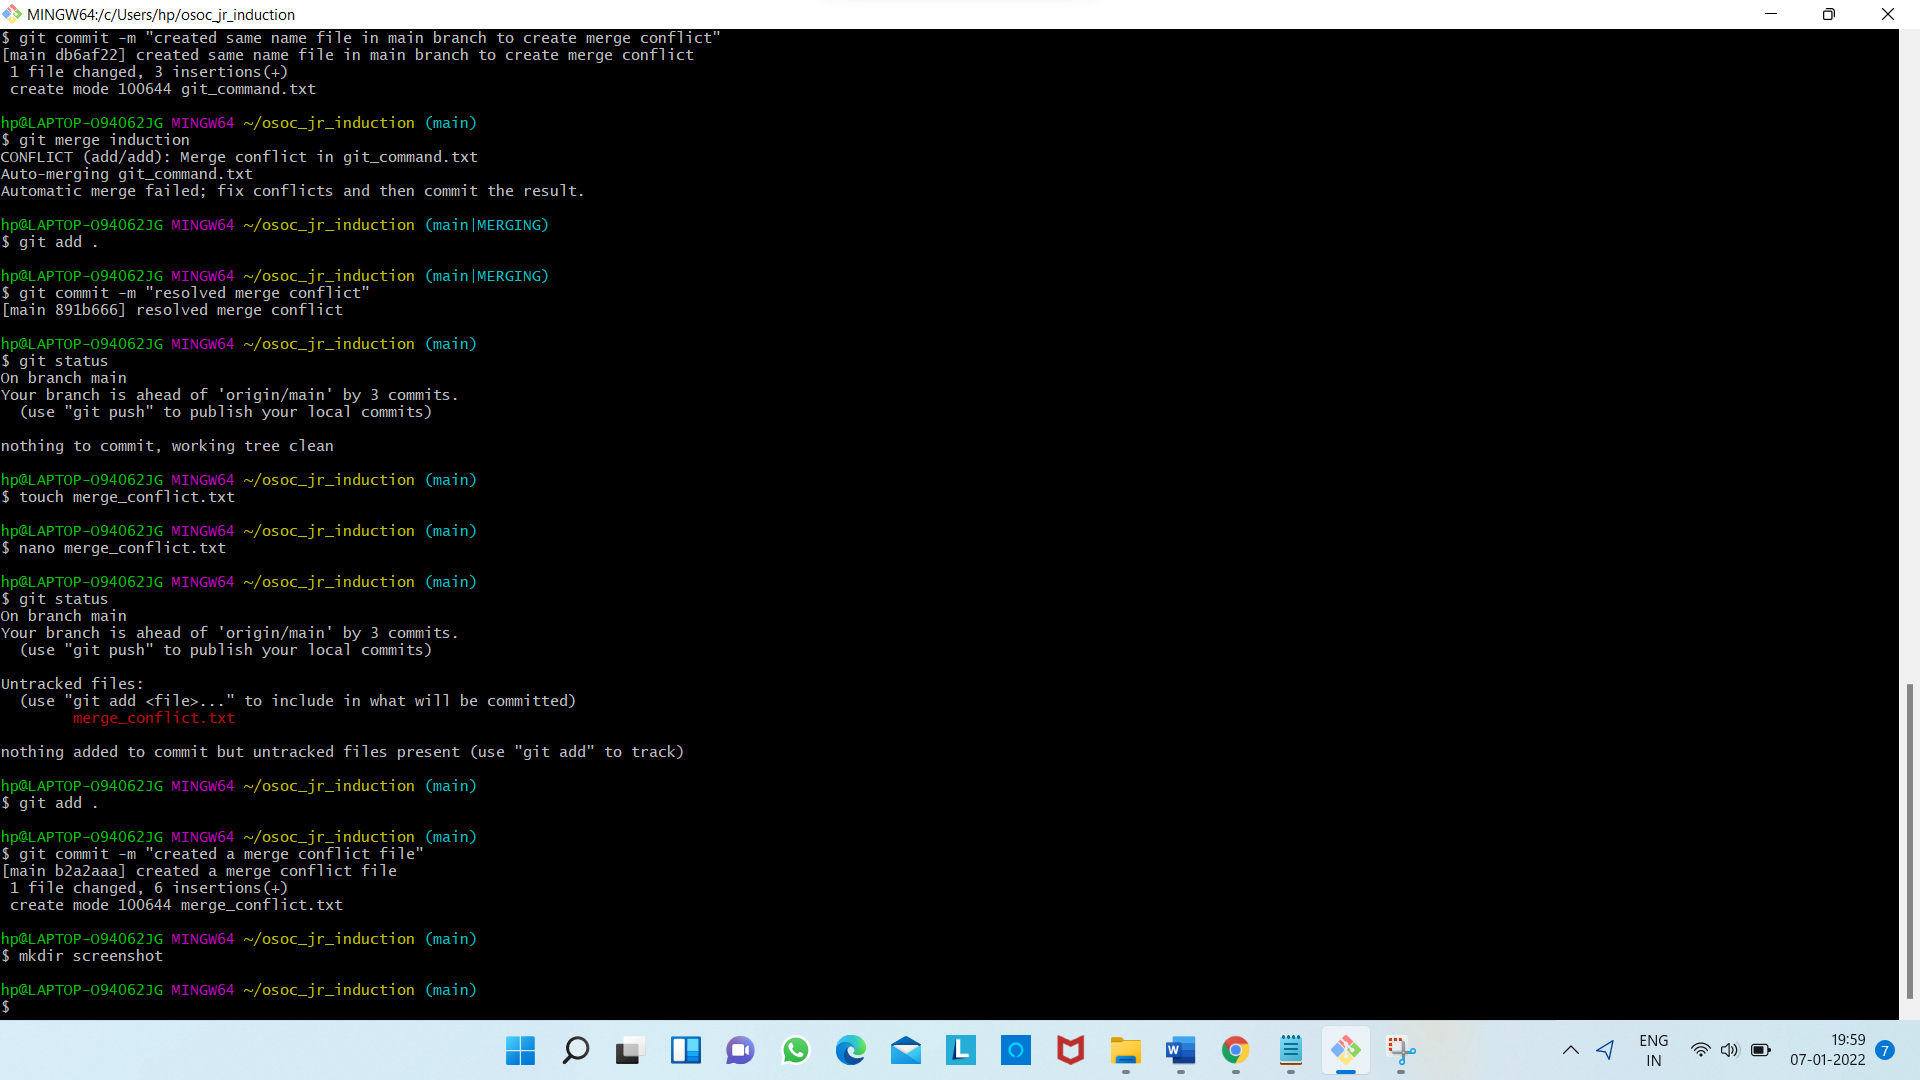 MINGW64:/c/Users/hp/osoc_jr_induction
$ git commit -m "created same name file in main branch to create merge conflict"
[main db6af22] created same name file in main branch to create merge conflict
 1 file changed, 3 insertions(+)
 create mode 100644 git_command.txt

hp@LAPTOP-O94062JG MINGW64 ~/osoc_jr_induction (main)
$ git merge induction
CONFLICT (add/add): Merge conflict in git_command.txt
Auto-merging git_command.txt
Automatic merge failed; fix conflicts and then commit the result.

hp@LAPTOP-O94062JG MINGW64 ~/osoc_jr_induction (main|MERGING)
$ git add .

hp@LAPTOP-O94062JG MINGW64 ~/osoc_jr_induction (main|MERGING)
$ git commit -m "resolved merge conflict"
[main 891b666] resolved merge conflict

hp@LAPTOP-O94062JG MINGW64 ~/osoc_jr_induction (main)
$ git status
On branch main
Your branch is ahead of 'origin/main' by 3 commits.
  (use "git push" to publish your local commits)

nothing to commit, working tree clean

hp@LAPTOP-O94062JG MINGW64 ~/osoc_jr_induction (main)
$ touch merge_conflict.txt

hp@LAPTOP-O94062JG MINGW64 ~/osoc_jr_induction (main)
$ nano merge_conflict.txt

hp@LAPTOP-O94062JG MINGW64 ~/osoc_jr_induction (main)
$ git status
On branch main
Your branch is ahead of 'origin/main' by 3 commits.
  (use "git push" to publish your local commits)

Untracked files:
  (use "git add <file>..." to include in what will be committed)
        merge_conflict.txt

nothing added to commit but untracked files present (use "git add" to track)

hp@LAPTOP-O94062JG MINGW64 ~/osoc_jr_induction (main)
$ git add .

hp@LAPTOP-O94062JG MINGW64 ~/osoc_jr_induction (main)
$ git commit -m "created a merge conflict file"
[main b2a2aaa] created a merge conflict file
 1 file changed, 6 insertions(+)
 create mode 100644 merge_conflict.txt

hp@LAPTOP-O94062JG MINGW64 ~/osoc_jr_induction (main)
$ mkdir screenshot

hp@LAPTOP-O94062JG MINGW64 ~/osoc_jr_induction (main)
$
L
W
ENG
IN
19:59
07-01-2022
7